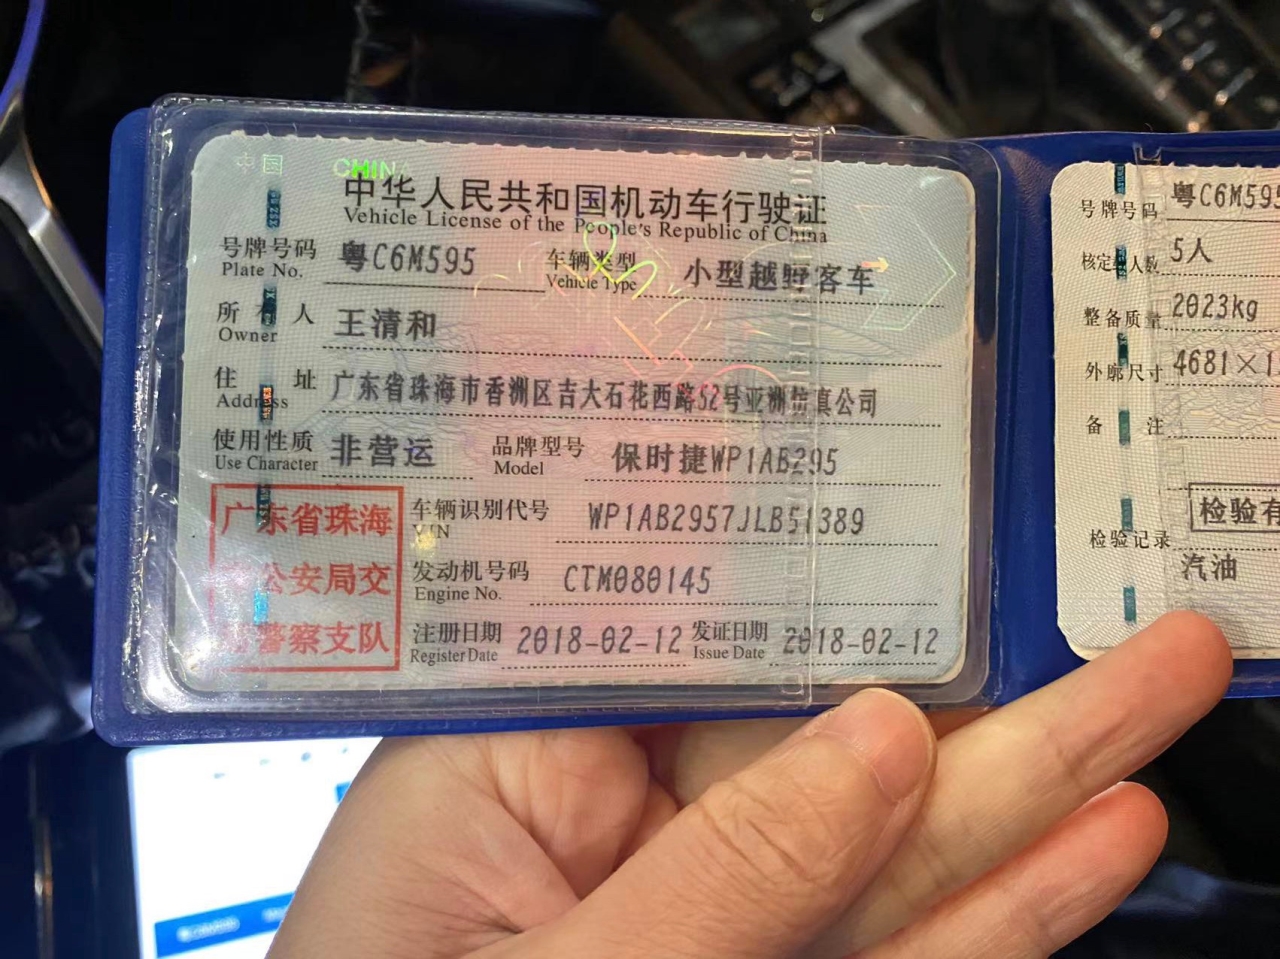 中国 CHINA
中华人民共和国机动车行驶证
Vehicle License of the People's Republic of China
号牌号码 粤C6M595 车辆类型 小型越野客车
Plate No. Vehicle Type
所有人 王清和
Owner
住址 广东省珠海市香洲区吉大石花西路52号亚洲仿真公司
Address
使用性质 非营运 品牌型号 保时捷WP1AB295
Use Character Model
广东省珠海
公安局交
警察支队
车辆识别代号 WP1AB2957JLB51389
VIN
发动机号码 CTM080145
Engine No.
注册日期 2018-02-12 发证日期 2018-02-12
Register Date Issue Date
号牌号码 粤C6M595
核定人数 5人
整备质量 2023kg
外廓尺寸 4681×1
备注
检验有
检验记录
汽油